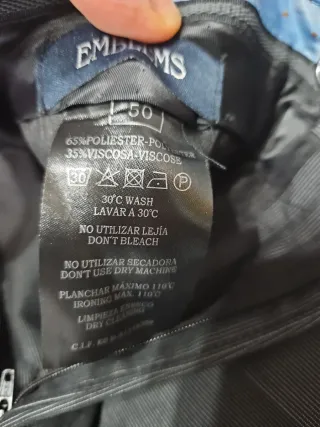 EMBLEMS
50
65%POLIESTER-POLYESTER
35%VISCOSA-VISCOSE
30 P
30°C WASH
LAVAR A 30°C
NO UTILIZAR LEJÍA
DON'T BLEACH
NO UTILIZAR SECADORA
DON'T USE DRY MACHINE
PLANCHAR MÁXIMO 110°C
IRONING MAX. 110°C
LIMPIEZA EN SECO
DRY CLEANING
C.I.F.